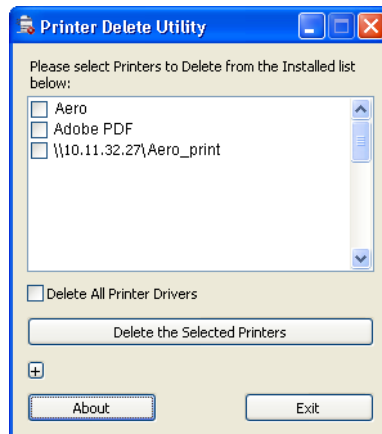 Printer Delete Utility
Please select Printers to Delete from the Installed list
below:
Aero
Adobe PDF
\\10.11.32.27\Aero_print
Delete All Printer Drivers
Delete the Selected Printers
About
Exit